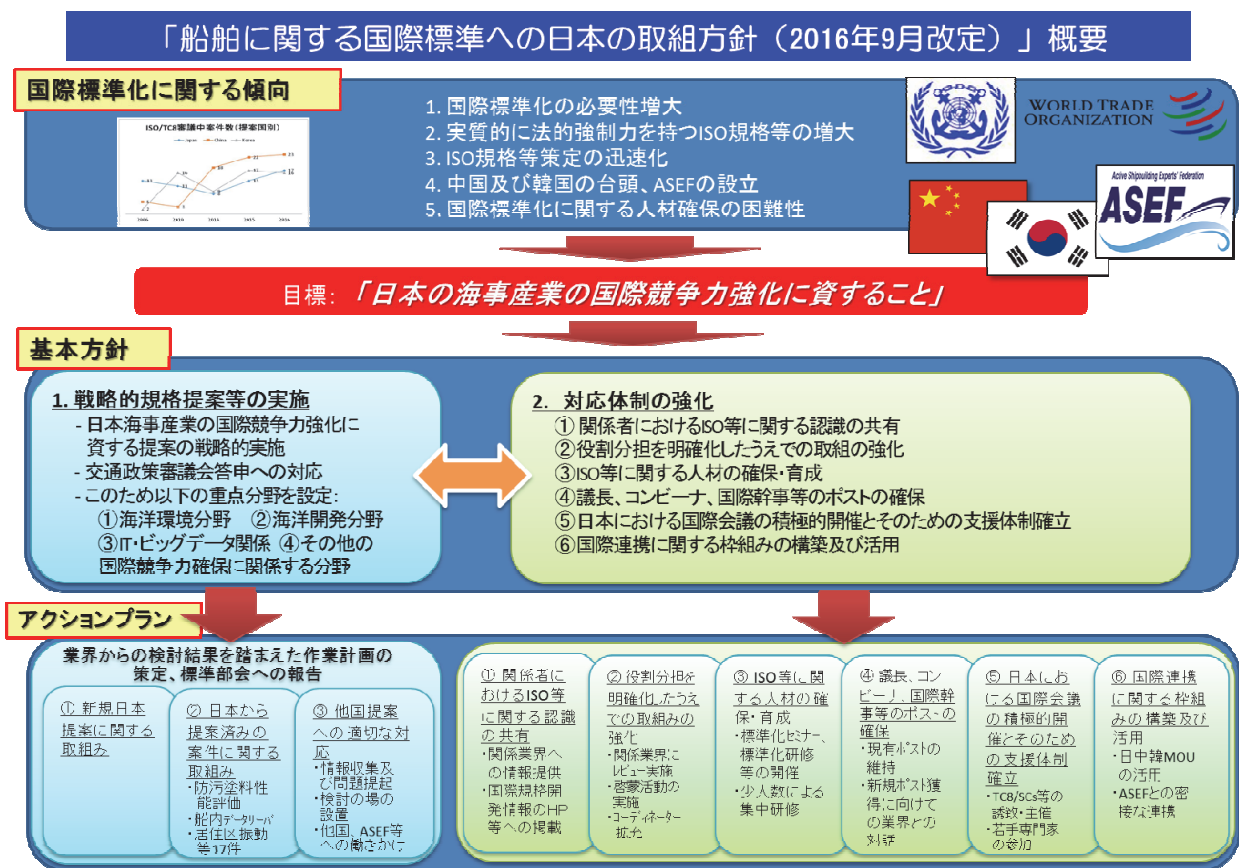 「船舶に関する国際標準への日本の取組方針（2016年9月改定）」概要
国際標準化に関する傾向
ISO/TC8審議中案件数(提案国別)
Japan China Korea
1. 国際標準化の必要性増大
2. 実質的に法的強制力を持つISO規格等の増大
3. ISO規格等策定の迅速化
4. 中国及び韓国の台頭、ASEFの設立
5. 国際標準化に関する人材確保の困難性
WORLD TRADE
ORGANIZATION
Active Shipbuilding Experts' Federation
ASEF
目標: 「日本の海事産業の国際競争力強化に資すること」
基本方針
1. 戦略的規格提案等の実施
- 日本海事産業の国際競争力強化に
資する提案の戦略的実施
- 交通政策審議会答申への対応
- このため以下の重点分野を設定:
①海洋環境分野 ②海洋開発分野
③IT・ビッグデータ関係 ④その他の
国際競争力確保に関係する分野
2. 対応体制の強化
① 関係者におけるISO等に関する認識の共有
②役割分担を明確化したうえでの取組の強化
③ISO等に関する人材の確保・育成
④議長、コンビーナ、国際幹事等のポストの確保
⑤日本における国際会議の積極的開催とそのための支援体制確立
⑥国際連携に関する枠組みの構築及び活用
アクションプラン
業界からの検討結果を踏まえた作業計画の
策定、標準部会への報告
① 新規日本
提案に関する
取組み
② 日本から
提案済みの
案件に関する
取組み
・防汚塗料性
能評価
・船内データサーバ
・居住区振動
等17件
③ 他国提案
への適切な対
応
・情報収集及
び問題提起
・検討の場の
設置
・他国、ASEF等
への働きかけ
① 関係者に
おけるISO等
に関する認識
の共有
・関係業界へ
の情報提供
・国際規格開
発情報のHP
等への掲載
②役割分担を
明確化したうえ
での取組みの
強化
・関係業界に
レビュー実施
・啓蒙活動の
実施
・コーディネーター
拡充
③ ISO等に関
する人材の確
保・育成
・標準化セミナー、
標準化研修
等の開催
・少人数による
集中研修
④ 議長、コン
ビーナ、国際幹
事等のポストの
確保
・現有ポストの
維持
・新規ポスト獲
得に向けて
の業界との
対話
⑤ 日本にお
ける国際会議
の積極的開
催とそのため
の支援体制
確立
・TC8/SCs等の
誘致・主催
・若手専門家
の参加
⑥ 国際連携
に関する枠組
みの構築及び
活用
・日中韓MOU
の活用
・ASEFとの密
接な連携